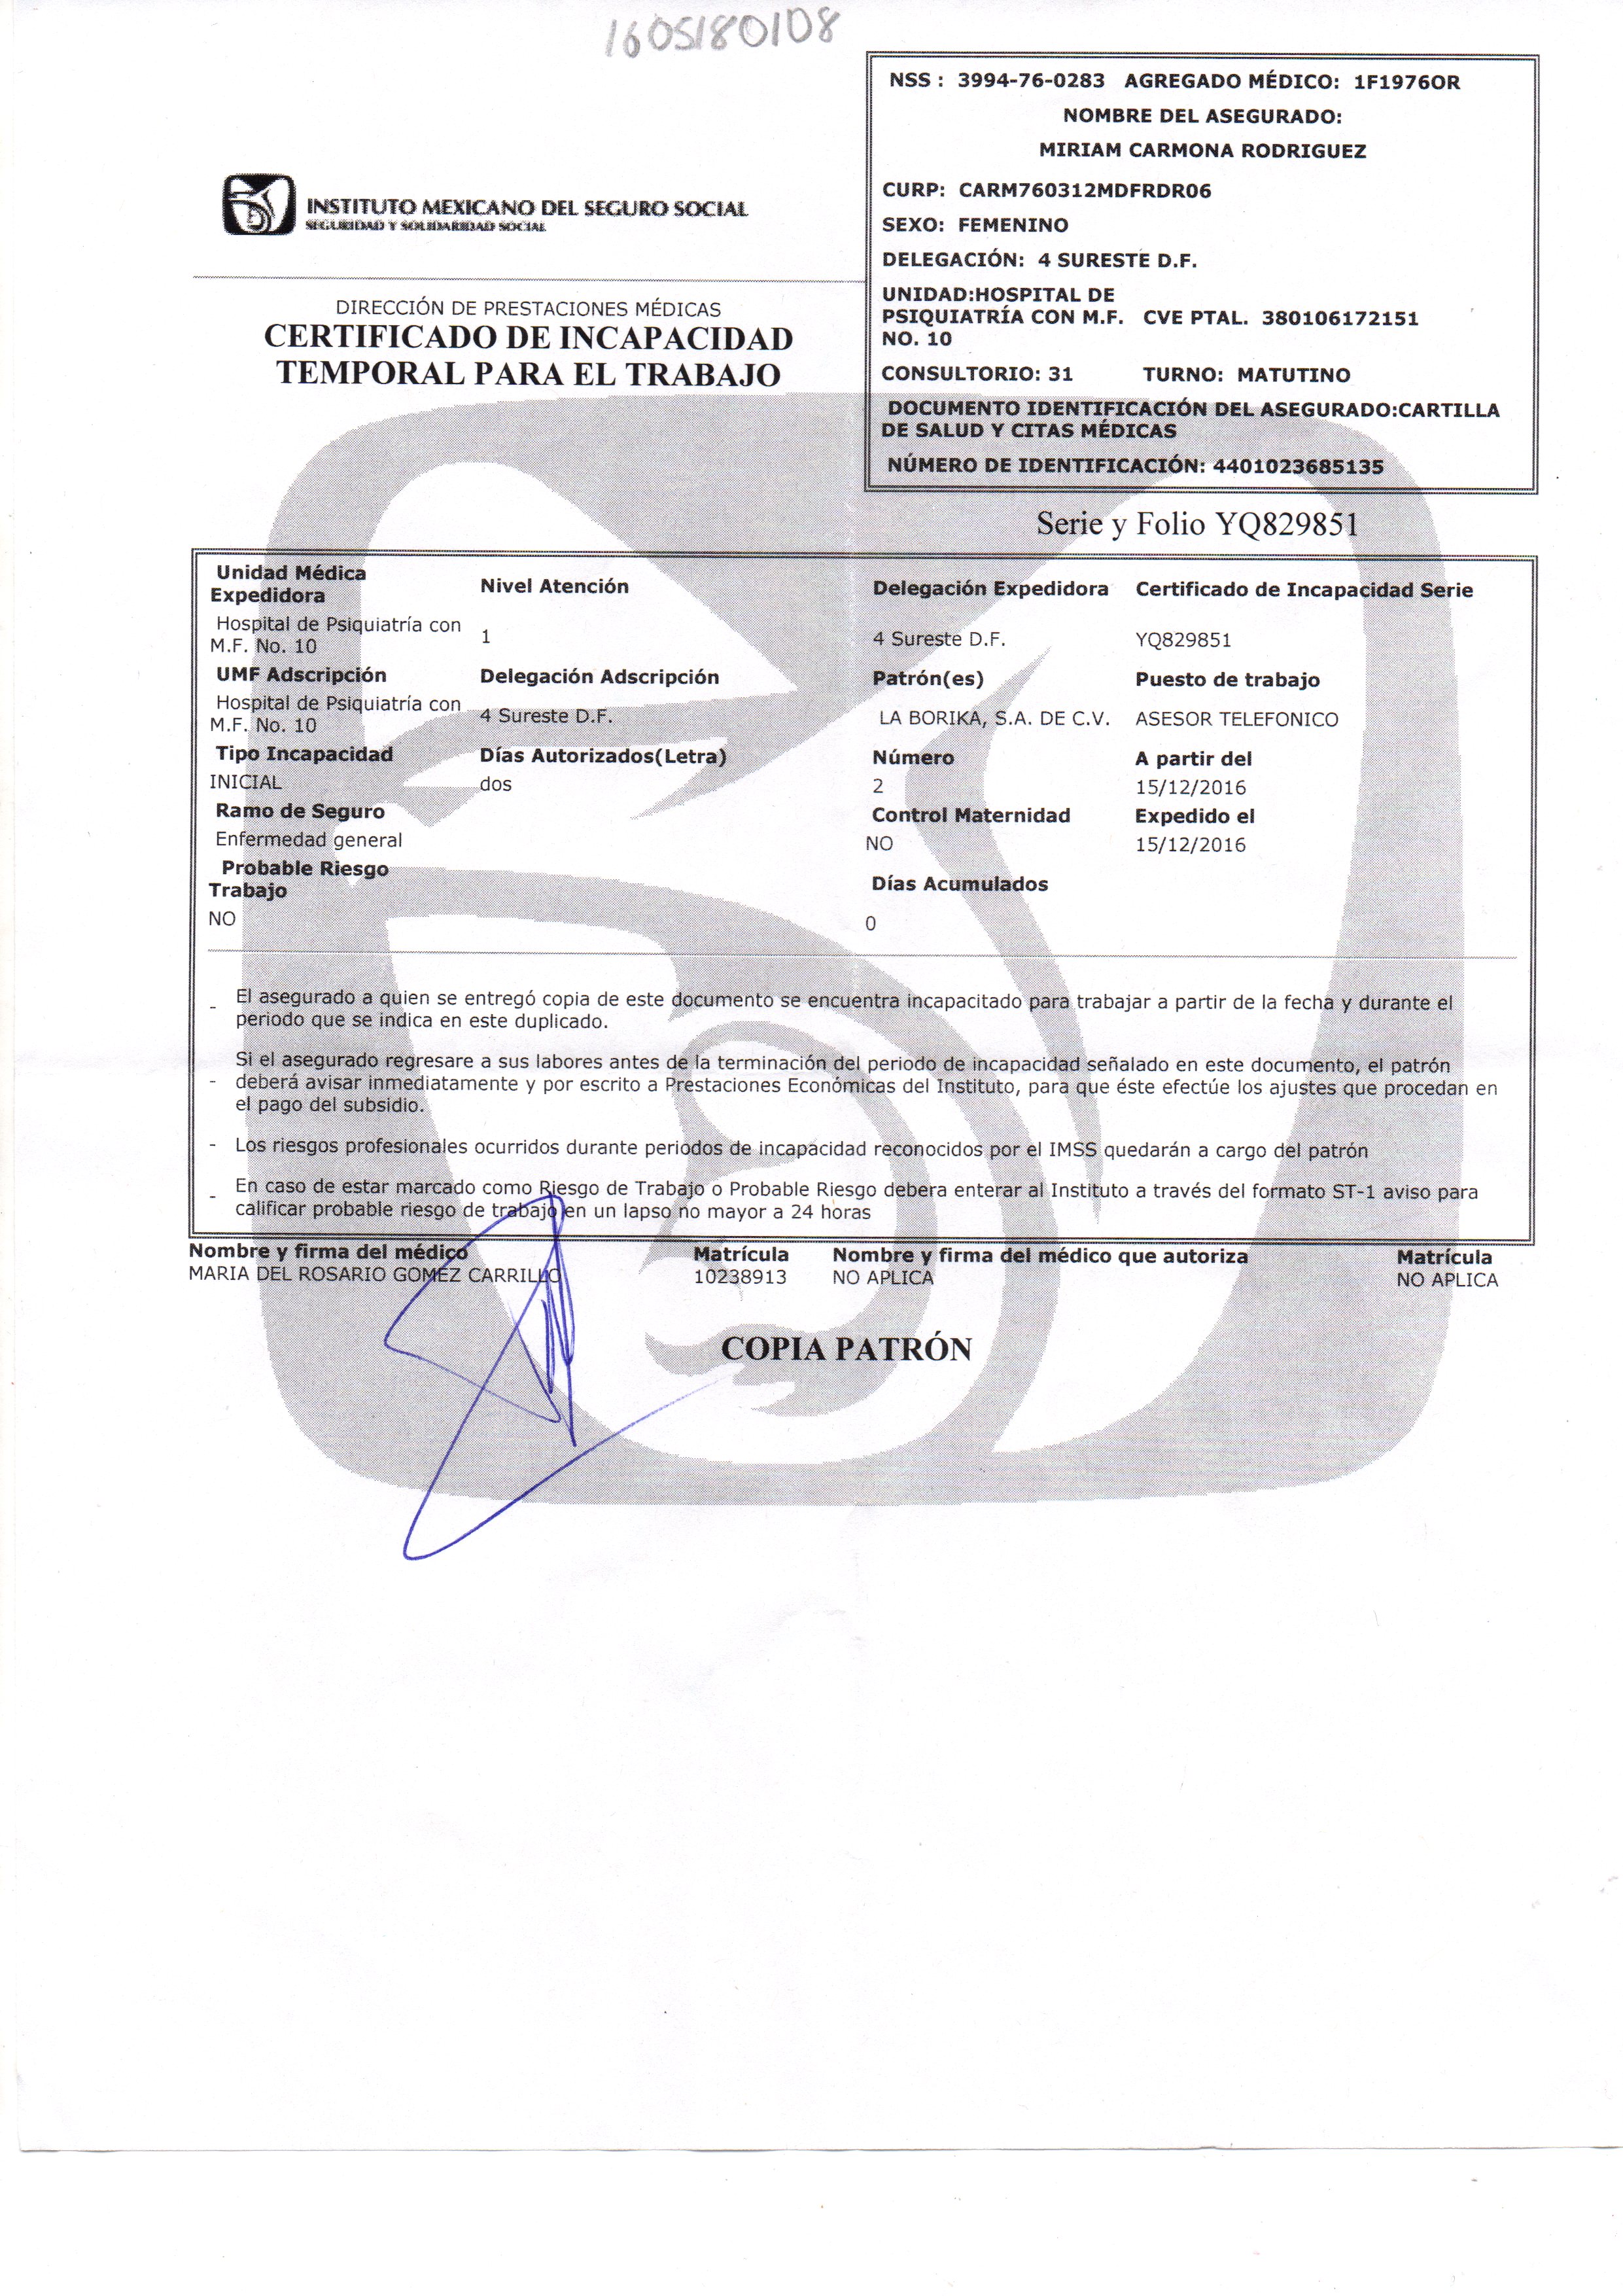 1605180108
NSS : 3994-76-0283 AGREGADO MÉDICO: 1F1976OR
NOMBRE DEL ASEGURADO:
MIRIAM CARMONA RODRIGUEZ
CURP: CARM760312MDFRDR06
SEXO: FEMENINO
DELEGACIÓN: 4 SURESTE D.F.
UNIDAD:HOSPITAL DE
PSIQUIATRÍA CON M.F. CVE PTAL. 380106172151
NO. 10
CONSULTORIO: 31 TURNO: MATUTINO
DOCUMENTO IDENTIFICACIÓN DEL ASEGURADO:CARTILLA
DE SALUD Y CITAS MÉDICAS
NÚMERO DE IDENTIFICACIÓN: 4401023685135
INSTITUTO MEXICANO DEL SEGURO SOCIAL
SEGURIDAD Y SOLIDARIDAD SOCIAL
DIRECCIÓN DE PRESTACIONES MÉDICAS
CERTIFICADO DE INCAPACIDAD
TEMPORAL PARA EL TRABAJO
Serie y Folio YQ829851
Unidad Médica
Expedidora Nivel Atención Delegación Expedidora Certificado de Incapacidad Serie
Hospital de Psiquiatría con
M.F. No. 10 1 4 Sureste D.F. YQ829851
UMF Adscripción Delegación Adscripción Patrón(es) Puesto de trabajo
Hospital de Psiquiatría con
M.F. No. 10 4 Sureste D.F. LA BORIKA, S.A. DE C.V. ASESOR TELEFONICO
Tipo Incapacidad Días Autorizados(Letra) Número A partir del
INICIAL dos 2 15/12/2016
Ramo de Seguro Control Maternidad Expedido el
Enfermedad general NO 15/12/2016
Probable Riesgo
Trabajo Días Acumulados
NO 0
- El asegurado a quien se entregó copia de este documento se encuentra incapacitado para trabajar a partir de la fecha y durante el
periodo que se indica en este duplicado.
Si el asegurado regresare a sus labores antes de la terminación del periodo de incapacidad señalado en este documento, el patrón
- deberá avisar inmediatamente y por escrito a Prestaciones Económicas del Instituto, para que éste efectúe los ajustes que procedan en
el pago del subsidio.
- Los riesgos profesionales ocurridos durante periodos de incapacidad reconocidos por el IMSS quedarán a cargo del patrón
- En caso de estar marcado como Riesgo de Trabajo o Probable Riesgo debera enterar al Instituto a través del formato ST-1 aviso para
calificar probable riesgo de trabajo en un lapso no mayor a 24 horas
Nombre y firma del médico Matrícula Nombre y firma del médico que autoriza Matrícula
MARIA DEL ROSARIO GOMEZ CARRILLO 10238913 NO APLICA NO APLICA
COPIA PATRÓN